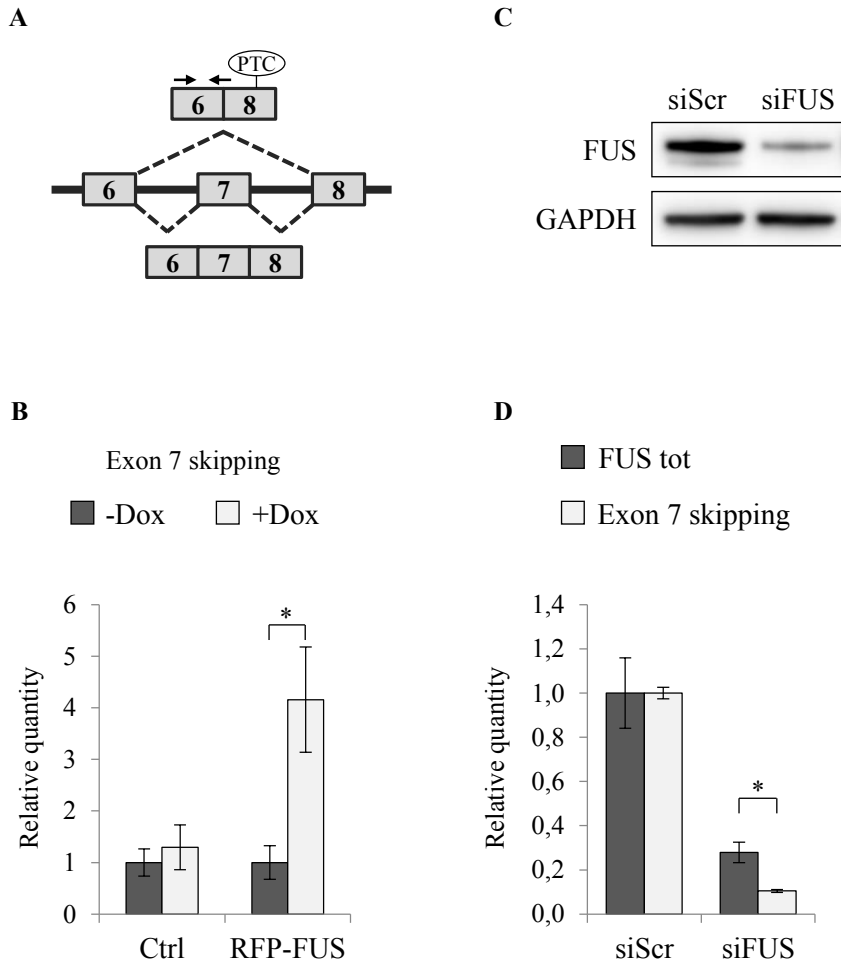 A
PTC
6 8
6 7 8
6 7 8
B
Exon 7 skipping
-Dox +Dox
Relative quantity
6
5
4
3
2
1
0
*
Ctrl RFP-FUS
C
siScr siFUS
FUS
GAPDH
D
FUS tot
Exon 7 skipping
Relative quantity
1,4
1,2
1,0
0,8
0,6
0,4
0,2
0,0
*
siScr siFUS